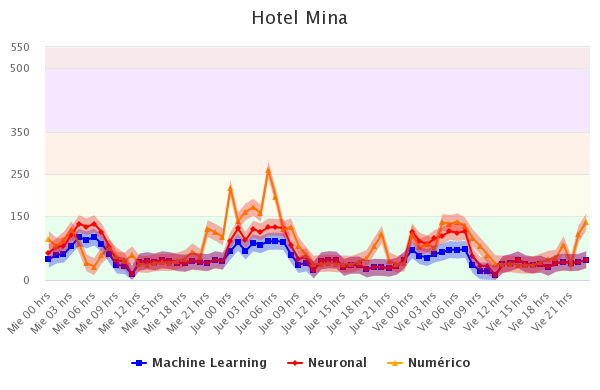 Hotel Mina
550
500
350
250
150
0
Mie 00 hrs
Mie 03 hrs
Mie 06 hrs
Mie 09 hrs
Mie 12 hrs
Mie 15 hrs
Mie 18 hrs
Mie 21 hrs
Jue 00 hrs
Jue 03 hrs
Jue 06 hrs
Jue 09 hrs
Jue 12 hrs
Jue 15 hrs
Jue 18 hrs
Jue 21 hrs
Vie 00 hrs
Vie 03 hrs
Vie 06 hrs
Vie 09 hrs
Vie 12 hrs
Vie 15 hrs
Vie 18 hrs
Vie 21 hrs
Machine Learning Neuronal Numérico